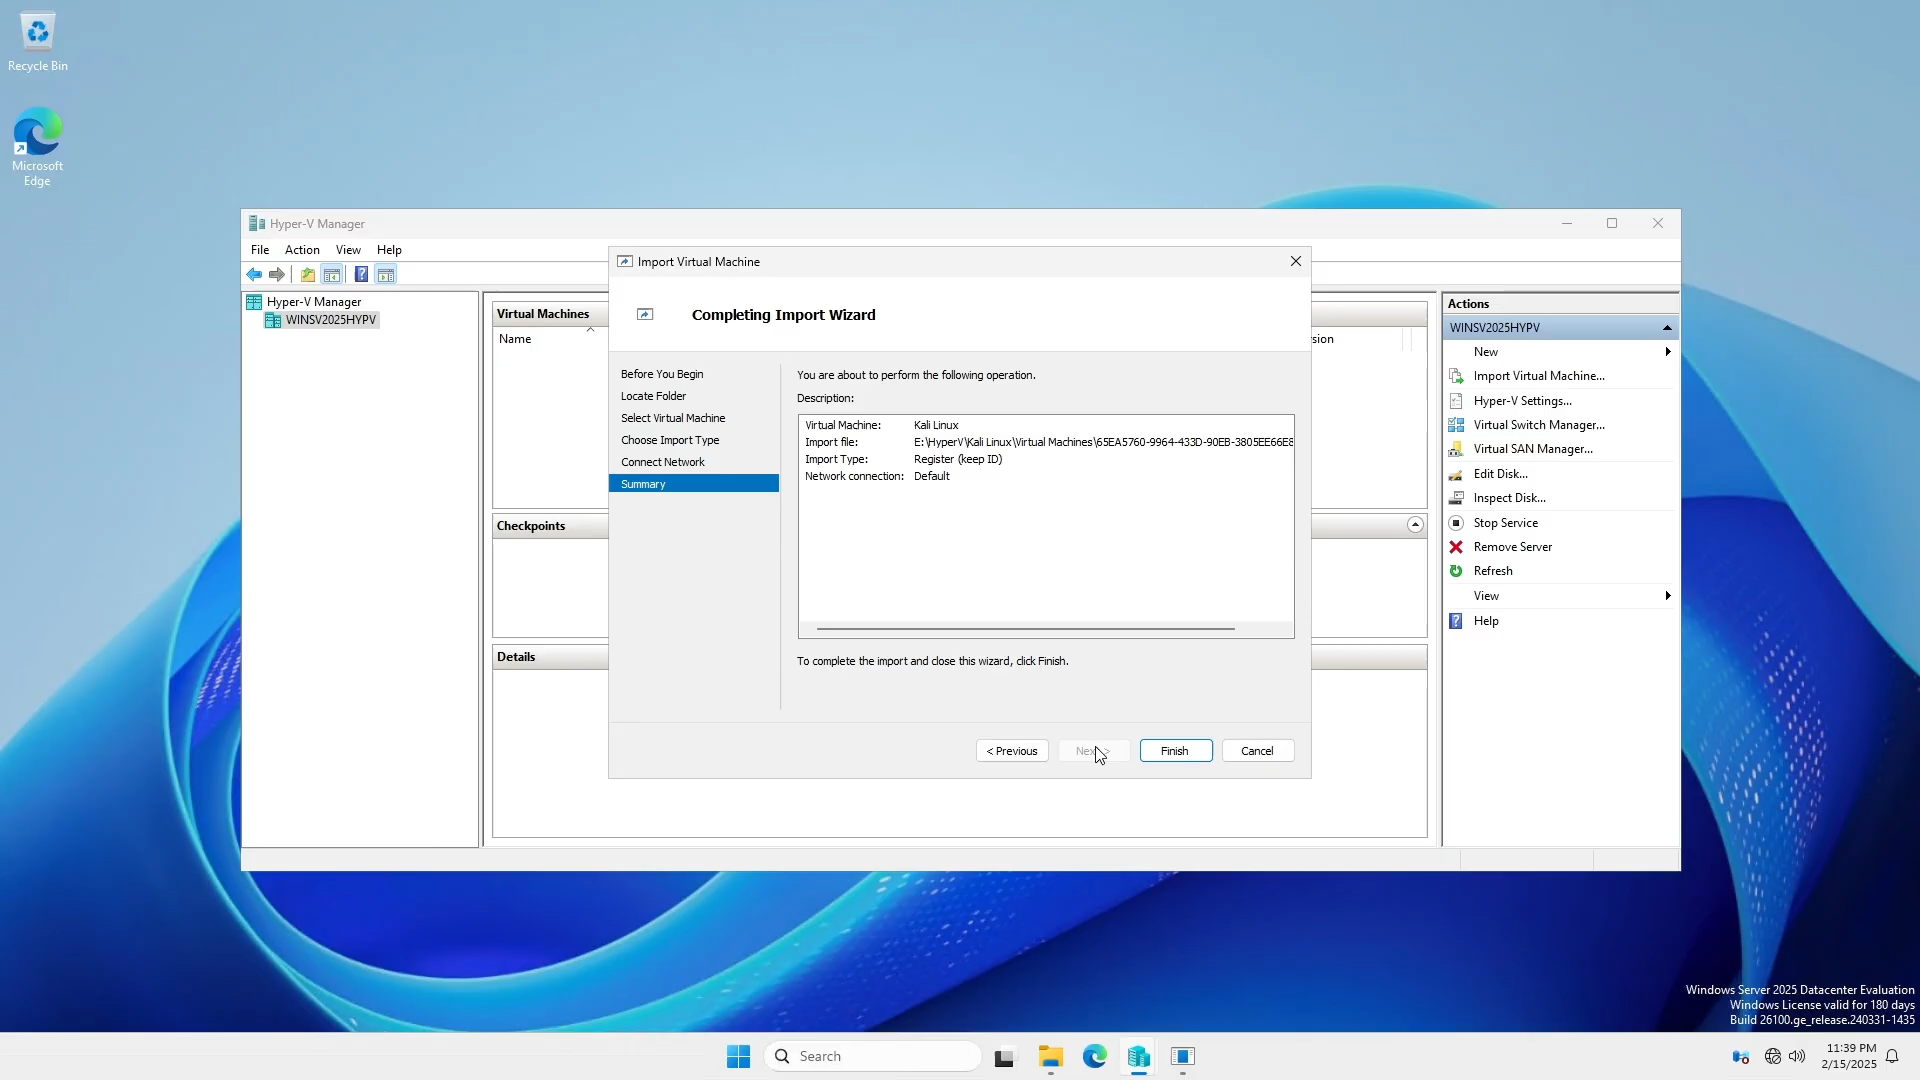 Recycle Bin
Microsoft
Edge
Hyper-V Manager
File Action View Help
Hyper-V Manager
WINSV2025HYPV
Virtual Machines
Name
sion
Checkpoints
Details
Import Virtual Machine
Completing Import Wizard
Before You Begin
Locate Folder
Select Virtual Machine
Choose Import Type
Connect Network
Summary
You are about to perform the following operation.
Description:
Virtual Machine: Kali Linux
Import file: E:\HyperV\Kali Linux\Virtual Machines\65EA5760-9964-433D-90EB-3805EE66E8
Import Type: Register (keep ID)
Network connection: Default
To complete the import and close this wizard, click Finish.
< Previous
Finish
Cancel
Actions
WINSV2025HYPV
New
Import Virtual Machine...
Hyper-V Settings...
Virtual Switch Manager...
Virtual SAN Manager...
Edit Disk...
Inspect Disk...
Stop Service
Remove Server
Refresh
View
Help
Windows Server 2025 Datacenter Evaluation
Windows License valid for 180 days
Build 26100.ge_release.240331-1435
Search
11:39 PM
2/15/2025